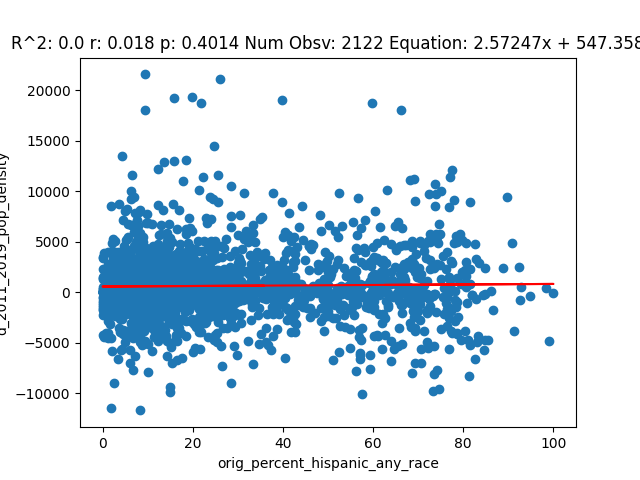 R^2: 0.0 r: 0.018 p: 0.4014 Num Obsv: 2122 Equation: 2.57247x + 547.358
20000
15000
10000
5000
0
−5000
−10000
d_2011_2019_pop_density
0 20 40 60 80 100
orig_percent_hispanic_any_race